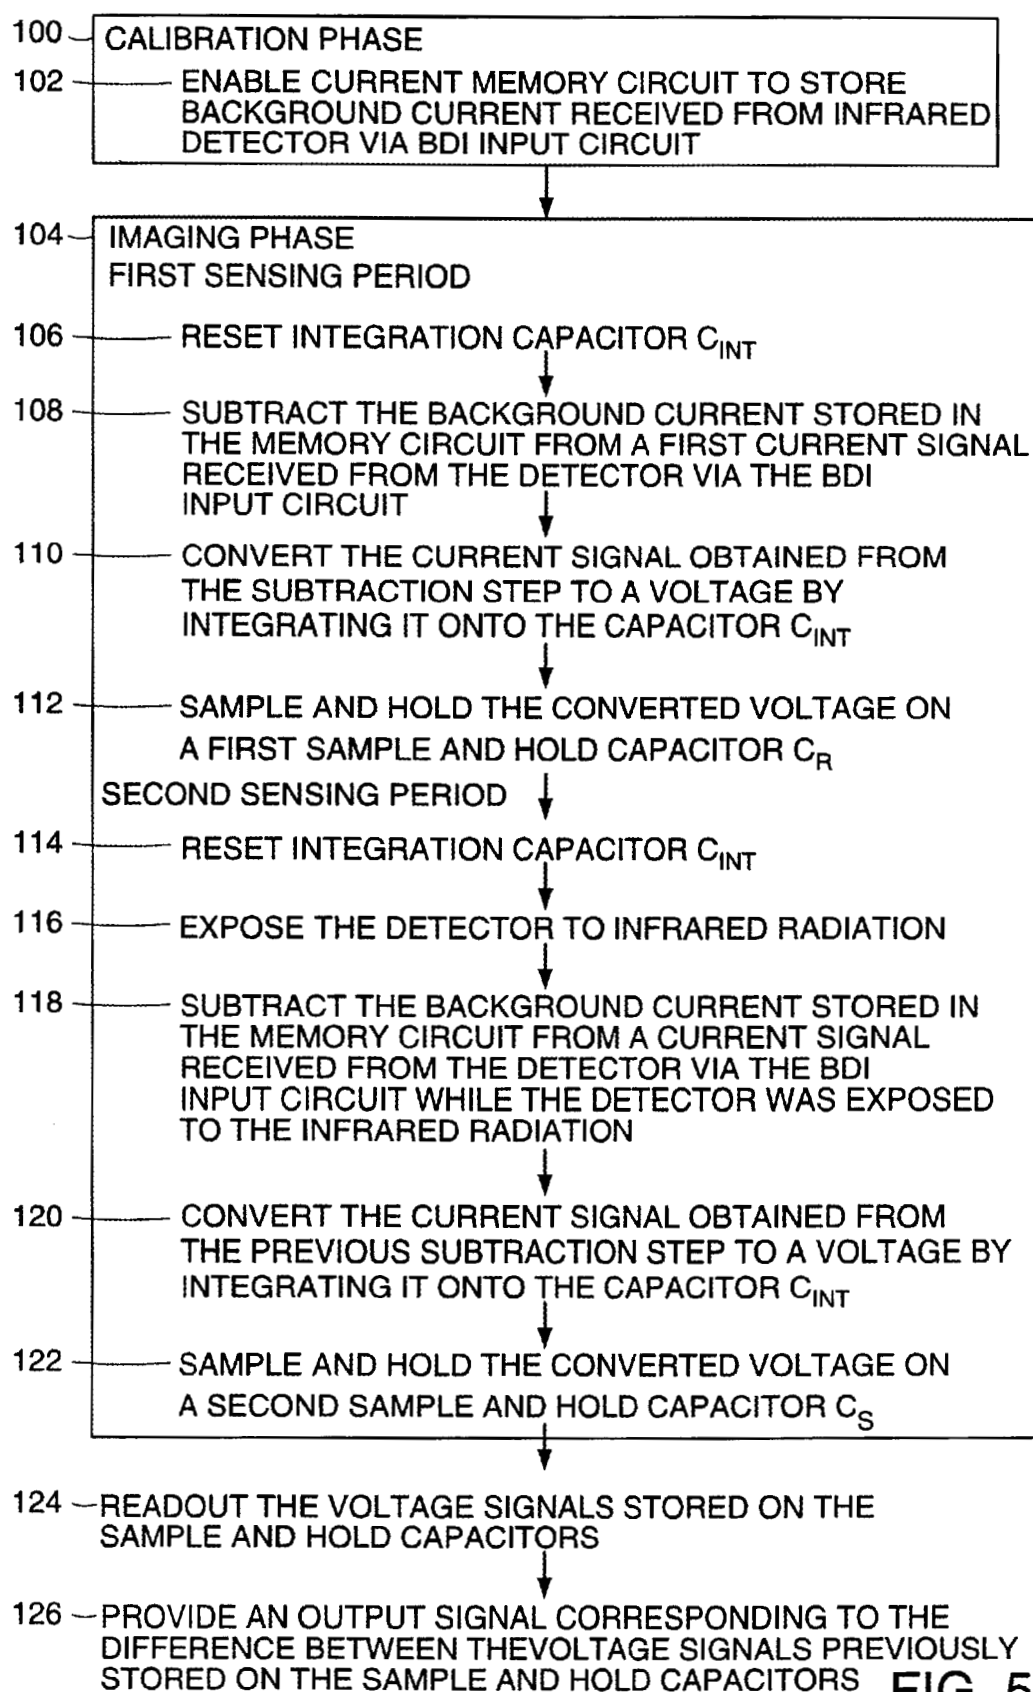 100 CALIBRATION PHASE
102 ENABLE CURRENT MEMORY CIRCUIT TO STORE
BACKGROUND CURRENT RECEIVED FROM INFRARED
DETECTOR VIA BDI INPUT CIRCUIT
104 IMAGING PHASE
FIRST SENSING PERIOD
106 RESET INTEGRATION CAPACITOR C_INT
108 SUBTRACT THE BACKGROUND CURRENT STORED IN
THE MEMORY CIRCUIT FROM A FIRST CURRENT SIGNAL
RECEIVED FROM THE DETECTOR VIA THE BDI
INPUT CIRCUIT
110 CONVERT THE CURRENT SIGNAL OBTAINED FROM
THE SUBTRACTION STEP TO A VOLTAGE BY
INTEGRATING IT ONTO THE CAPACITOR C_INT
112 SAMPLE AND HOLD THE CONVERTED VOLTAGE ON
A FIRST SAMPLE AND HOLD CAPACITOR C_R
SECOND SENSING PERIOD
114 RESET INTEGRATION CAPACITOR C_INT
116 EXPOSE THE DETECTOR TO INFRARED RADIATION
118 SUBTRACT THE BACKGROUND CURRENT STORED IN
THE MEMORY CIRCUIT FROM A CURRENT SIGNAL
RECEIVED FROM THE DETECTOR VIA THE BDI
INPUT CIRCUIT WHILE THE DETECTOR WAS EXPOSED
TO THE INFRARED RADIATION
120 CONVERT THE CURRENT SIGNAL OBTAINED FROM
THE PREVIOUS SUBTRACTION STEP TO A VOLTAGE BY
INTEGRATING IT ONTO THE CAPACITOR C_INT
122 SAMPLE AND HOLD THE CONVERTED VOLTAGE ON
A SECOND SAMPLE AND HOLD CAPACITOR C_S
124 READOUT THE VOLTAGE SIGNALS STORED ON THE
SAMPLE AND HOLD CAPACITORS
126 PROVIDE AN OUTPUT SIGNAL CORRESPONDING TO THE
DIFFERENCE BETWEEN THEVOLTAGE SIGNALS PREVIOUSLY
STORED ON THE SAMPLE AND HOLD CAPACITORS FIG. 5